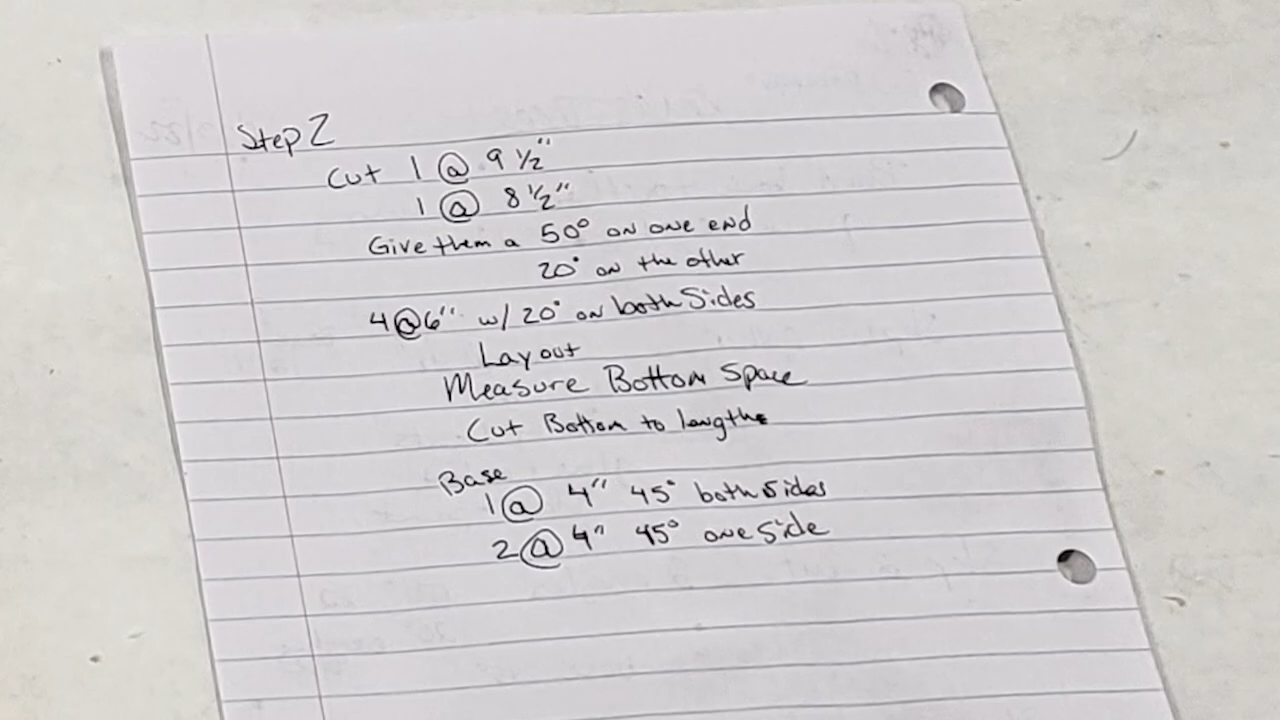 Step 2
Cut 1 @ 9 1/2"
1 @ 8 1/2"
Give them a 50° on one end
20° on the other
4 @ 6" w/ 20° on both Sides
Layout
Measure Bottom Space
Cut Bottom to length
Base
1 @ 4" 45° both sides
2 @ 4" 45° one side